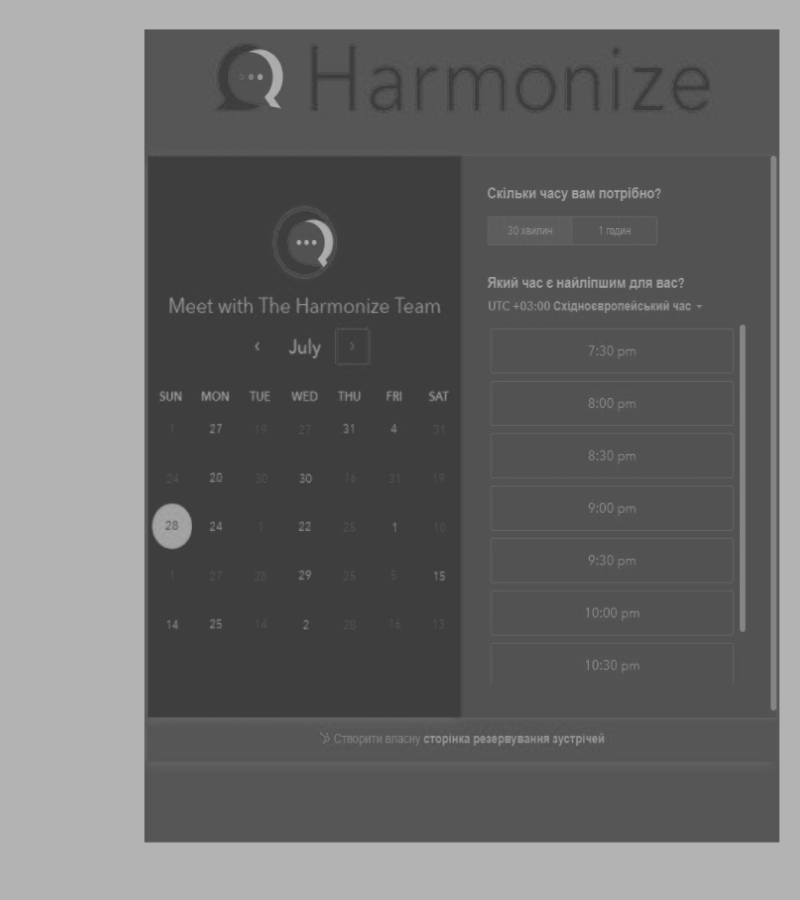 Harmonize
Meet with The Harmonize Team
‹ July ›
SUN MON TUE WED THU FRI SAT
1 27 19 27 31 4 31
24 20 30 30 16 31 19
28 24 1 22 25 1 10
1 27 28 29 25 5 15
14 25 14 2 28 16 13
Скільки часу вам потрібно?
30 хвилин 1 годин
Який час є найліпшим для вас?
UTC +03:00 Східноєвропейський час
7:30 pm
8:00 pm
8:30 pm
9:00 pm
9:30 pm
10:00 pm
10:30 pm
Створити власну сторінка резервування зустрічей